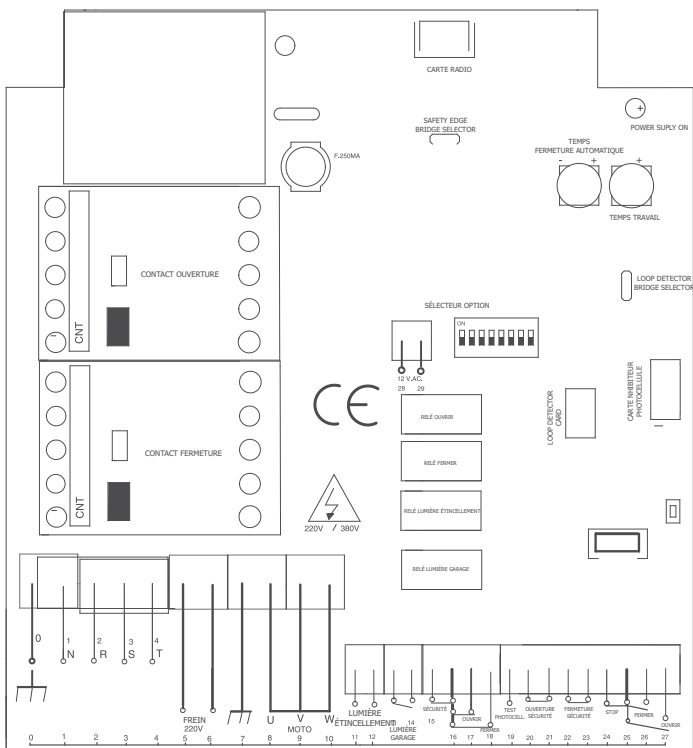 CARTE RADIO
SAFETY EDGE
BRIDGE SELECTOR
POWER SUPLY ON
F.250MA
TEMPS
FERMETURE AUTOMATIQUE
- + +
TEMPS TRAVAIL
CONTACT OUVERTURE
CNT
LOOP DETECTOR
BRIDGE SELECTOR
SÉLECTEUR OPTION
ON
12 V.AC.
28 29
CE
LOOP DETECTOR
CARD
CARTE NHIBITEUR
PHOTOCELLULE
RELÉ OUVRIR
CONTACT FERMETURE
CNT
RELÉ FERMER
RELÉ LUMIÈRE ÉTINCELLEMENT
220V / 380V
RELÉ LUMIÈRE GARAGE
0 1 2 3 4
N R S T
FREIN
220V
U V W
MOTO
LUMIÈRE
ÉTINCELLEMENT
LUMIÈRE
GARAGE
SÉCURITÉ
OUVRIR
FERMER
TEST
PHOTOCELL.
OUVERTURE
SÉCURITÉ
FERMETURE
SÉCURITÉ
STOP
FERMER
OUVRIR
0 1 2 3 4 5 6 7 8 9 10 11 12 13 14 15 16 17 18 19 20 21 22 23 24 25 26 27